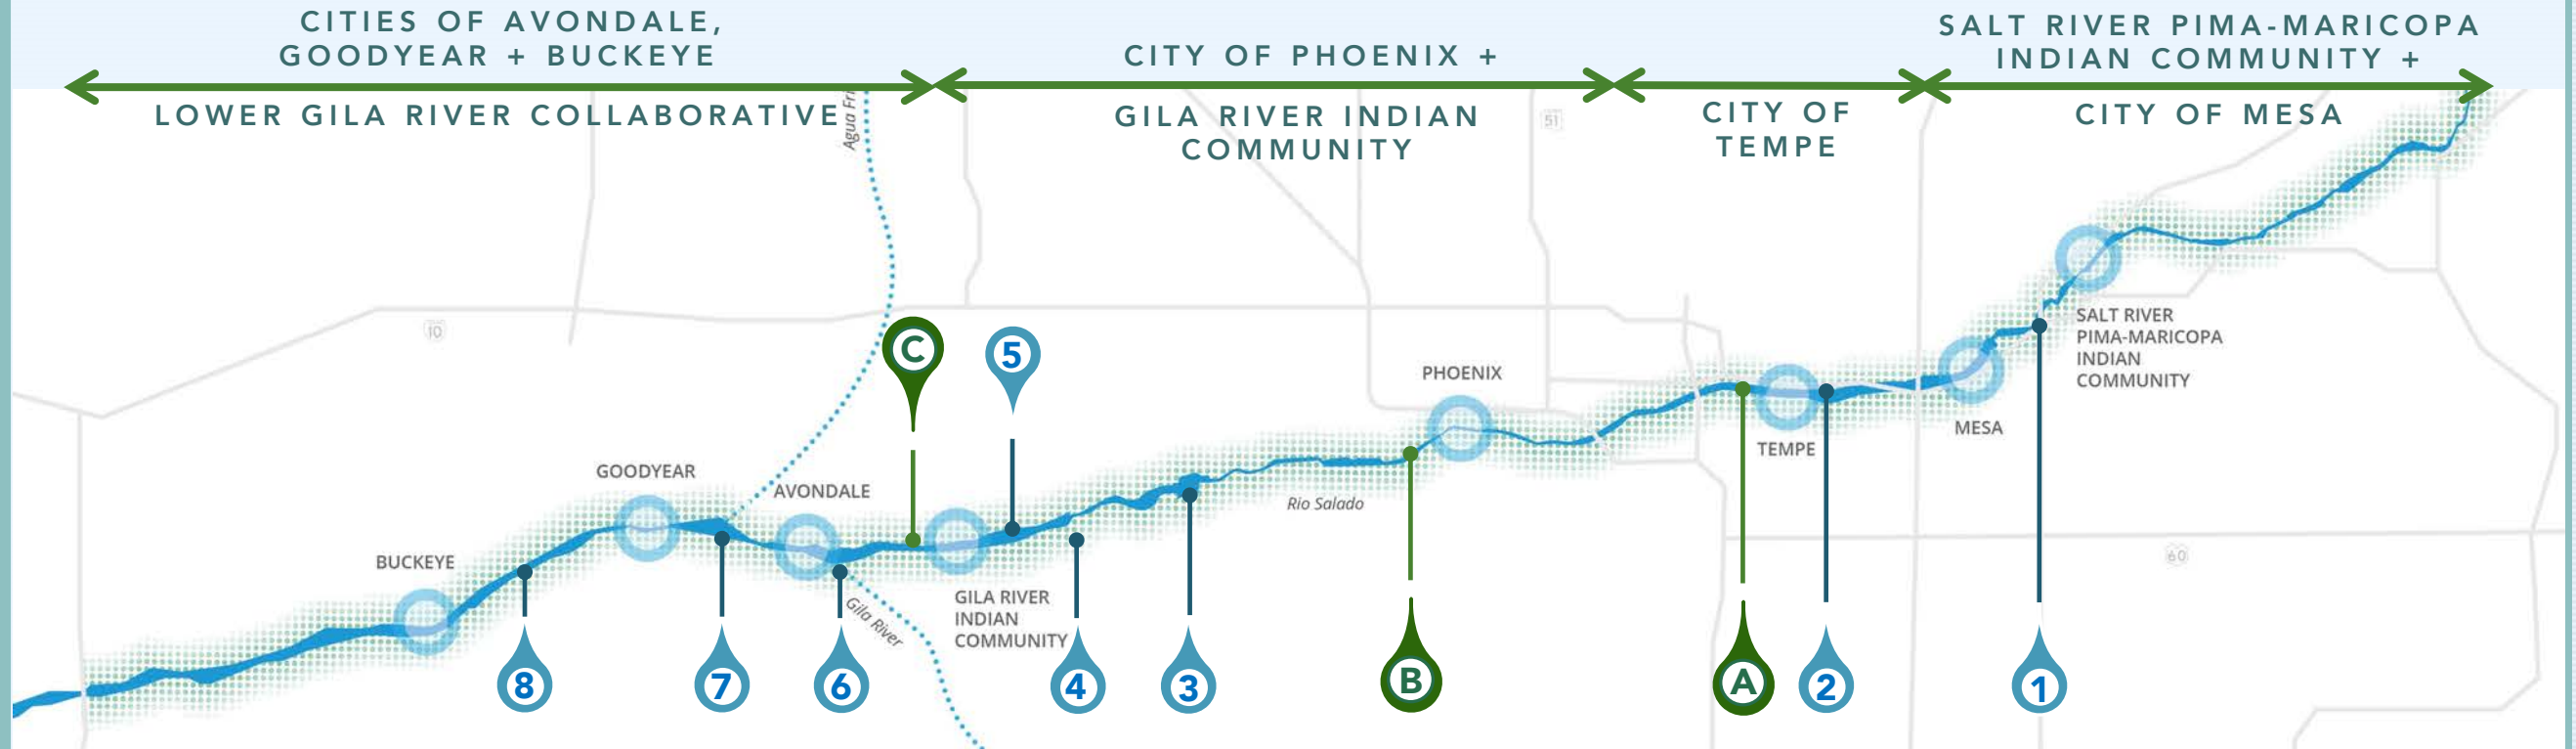 CITIES OF AVONDALE,
GOODYEAR + BUCKEYE
LOWER GILA RIVER COLLABORATIVE
CITY OF PHOENIX +
GILA RIVER INDIAN
COMMUNITY
CITY OF
TEMPE
SALT RIVER PIMA-MARICOPA
INDIAN COMMUNITY +
CITY OF MESA
Agua Fri
51
10
C
5
PHOENIX
SALT RIVER
PIMA-MARICOPA
INDIAN
COMMUNITY
MESA
TEMPE
GOODYEAR
AVONDALE
Rio Salado
BUCKEYE
60
Gila River
GILA RIVER
INDIAN
COMMUNITY
8
7
6
4
3
B
A
2
1